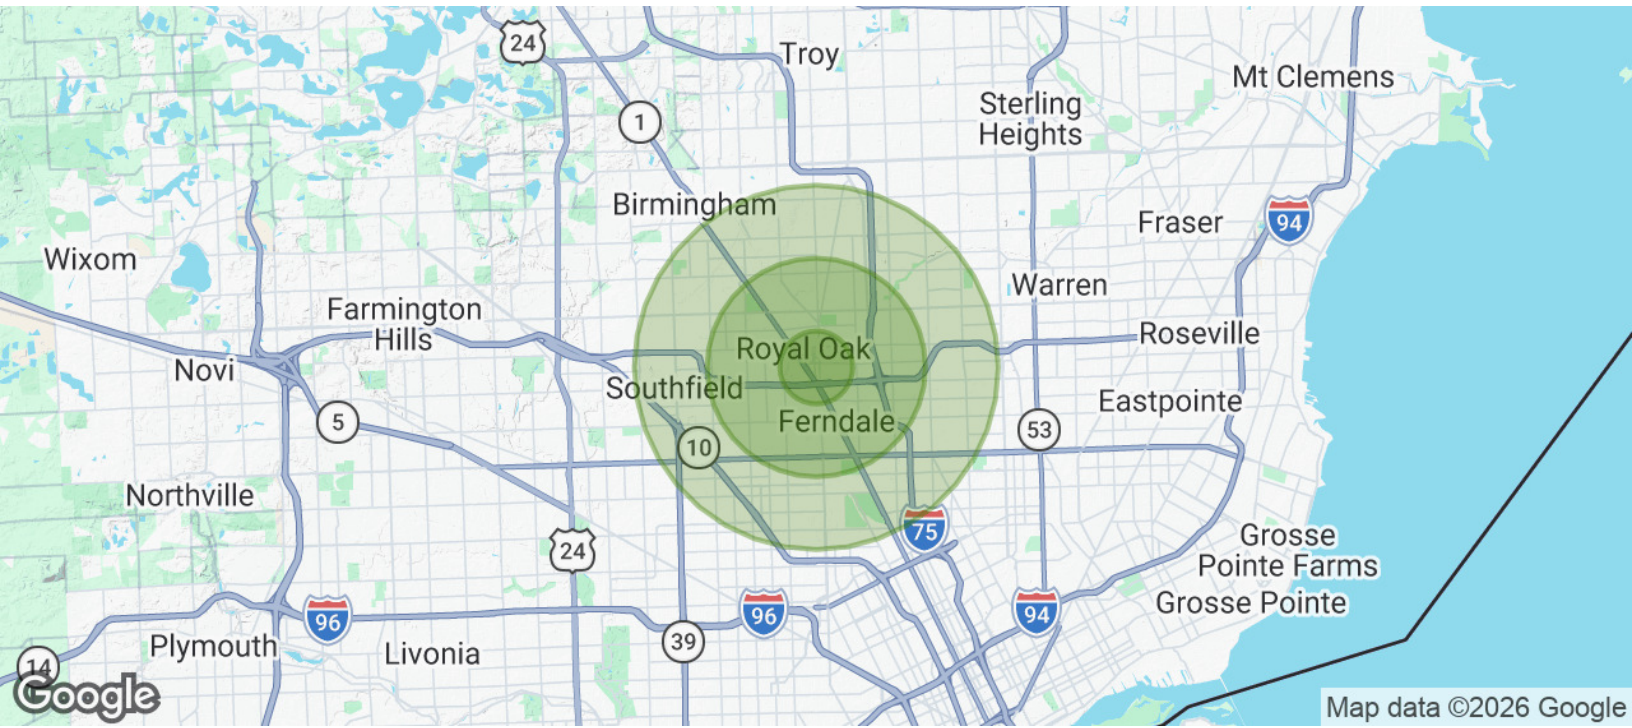 24
Troy
Mt Clemens
Sterling
Heights
1
Birmingham
Fraser
94
Wixom
Warren
Farmington
Hills
Roseville
Royal Oak
Novi
Southfield
Eastpointe
5
Ferndale
53
10
Northville
75
Grosse
Pointe Farms
24
Grosse Pointe
96
96
94
Plymouth
Livonia
39
14
Google
Map data ©2026 Google